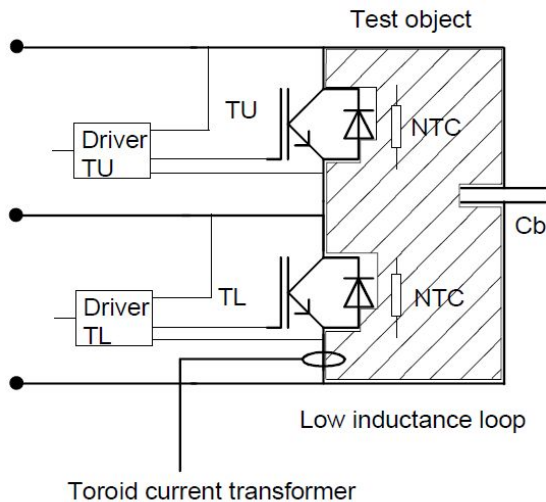 Test object
TU
Driver
TU
NTC
Cb
TL
Driver
TL
NTC
Low inductance loop
Toroid current transformer